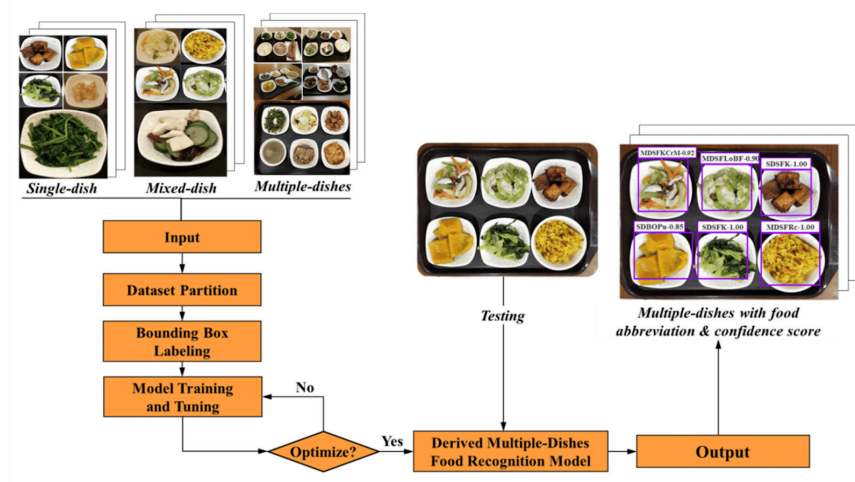 Single-dish
Mixed-dish
Multiple-dishes
Input
Dataset Partition
Bounding Box
Labeling
Model Training
and Tuning
No
Optimize?
Yes
Testing
Derived Multiple-Dishes
Food Recognition Model
Output
MDSFKCrM-0.92
MDSFLoBF-0.90
SDSFK-1.00
SDBOPu-0.85
SDSFK-1.00
MDSFRc-1.00
Multiple-dishes with food
abbreviation & confidence score